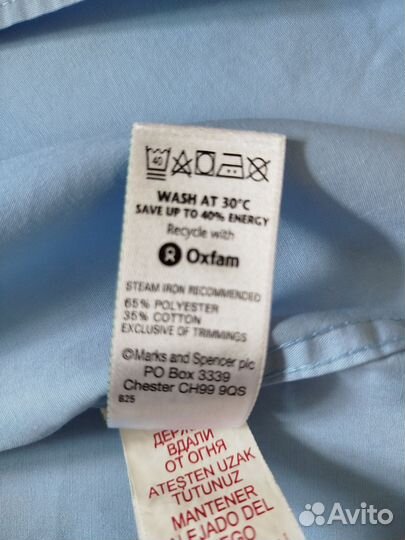 40
WASH AT 30°C
SAVE UP TO 40% ENERGY
Recycle with
Oxfam
STEAM IRON RECOMMENDED
65% POLYESTER
35% COTTON
EXCLUSIVE OF TRIMMINGS
©Marks and Spencer plc
PO Box 3339
Chester CH99 9QS
B25
ДЕРЖАТЬ
ВДАЛИ
ОТ ОГНЯ
ATEŞTEN UZAK
TUTUNUZ
MANTENER
ALEJADO DEL
FUEGO
Avito